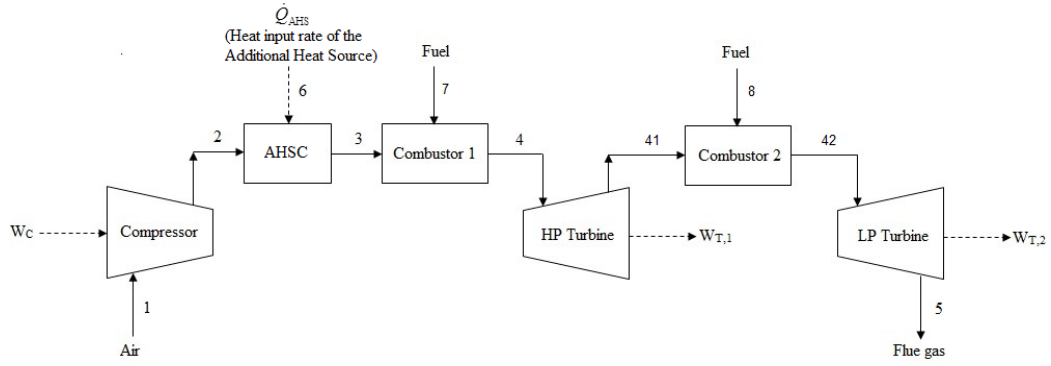 Q̇AHS
(Heat input rate of the
Additional Heat Source)
Fuel
Fuel
6
7
8
2
3
4
41
42
AHSC
Combustor 1
Combustor 2
WC
Compressor
HP Turbine
WT,1
LP Turbine
WT,2
1
5
Air
Flue gas